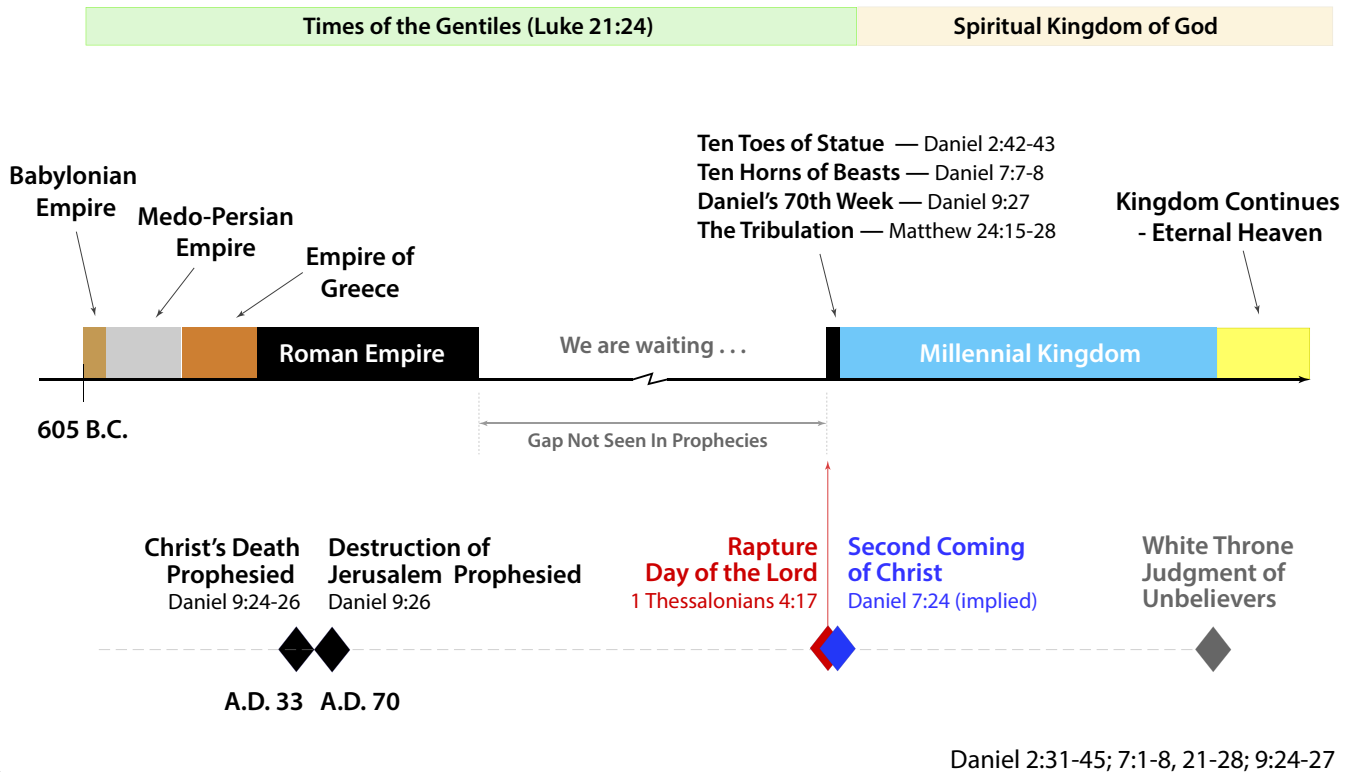 Times of the Gentiles (Luke 21:24)
Spiritual Kingdom of God
Ten Toes of Statue — Daniel 2:42-43
Ten Horns of Beasts — Daniel 7:7-8
Daniel's 70th Week — Daniel 9:27
The Tribulation — Matthew 24:15-28
Babylonian
Empire
Medo-Persian
Empire
Empire of
Greece
Kingdom Continues
- Eternal Heaven
Roman Empire
We are waiting . . .
Millennial Kingdom
605 B.C.
Gap Not Seen In Prophecies
Christ's Death
Prophesied
Daniel 9:24-26
Destruction of
Jerusalem Prophesied
Daniel 9:26
Rapture
Day of the Lord
1 Thessalonians 4:17
Second Coming
of Christ
Daniel 7:24 (implied)
White Throne
Judgment of
Unbelievers
A.D. 33
A.D. 70
Daniel 2:31-45; 7:1-8, 21-28; 9:24-27